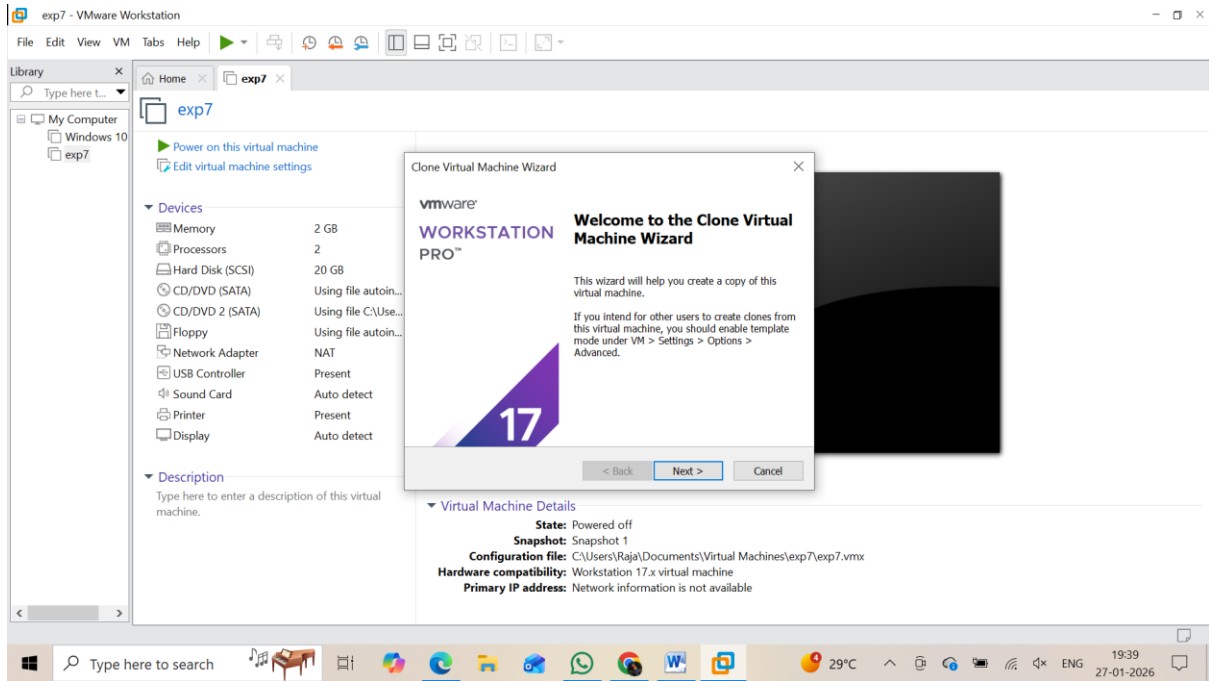 exp7 - VMware Workstation
File Edit View VM Tabs Help
Library
Type here t...
My Computer
Windows 10
exp7
Home
exp7
exp7
Power on this virtual machine
Edit virtual machine settings
Devices
Memory 2 GB
Processors 2
Hard Disk (SCSI) 20 GB
CD/DVD (SATA) Using file autoin...
CD/DVD 2 (SATA) Using file C:\Use...
Floppy Using file autoin...
Network Adapter NAT
USB Controller Present
Sound Card Auto detect
Printer Present
Display Auto detect
Description
Type here to enter a description of this virtual
machine.
Clone Virtual Machine Wizard
vmware
WORKSTATION
PRO™
17
Welcome to the Clone Virtual
Machine Wizard
This wizard will help you create a copy of this
virtual machine.
If you intend for other users to create clones from
this virtual machine, you should enable template
mode under VM > Settings > Options >
Advanced.
< Back Next > Cancel
Virtual Machine Details
State: Powered off
Snapshot: Snapshot 1
Configuration file: C:\Users\Raja\Documents\Virtual Machines\exp7\exp7.vmx
Hardware compatibility: Workstation 17.x virtual machine
Primary IP address: Network information is not available
Type here to search
4
29°C
ENG
19:39
27-01-2026